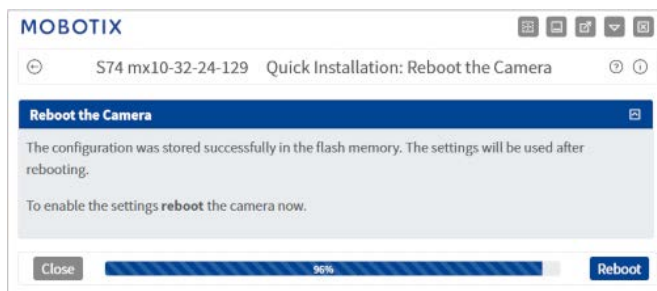 MOBOTIX
S74 mx10-32-24-129 Quick Installation: Reboot the Camera
Reboot the Camera
The configuration was stored successfully in the flash memory. The settings will be used after
rebooting.
To enable the settings reboot the camera now.
Close 96% Reboot